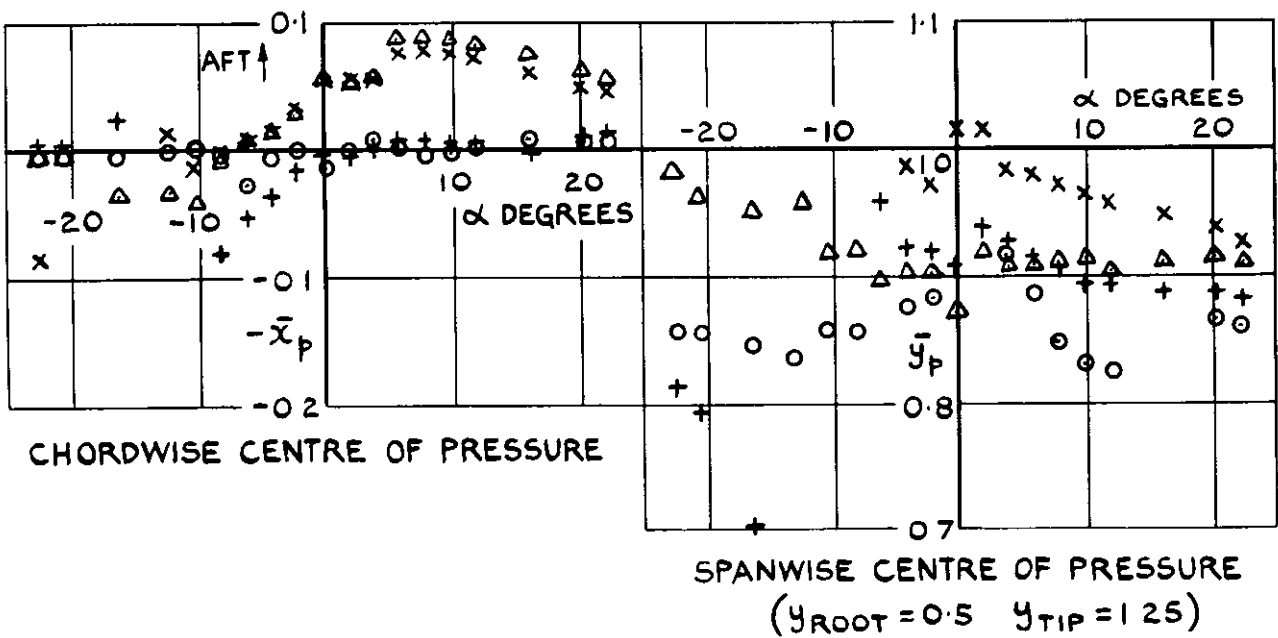 0.1
AFT
-20
-10
10
20
α DEGREES
-0.1
-x̄p
-0.2
CHORDWISE CENTRE OF PRESSURE
1.1
α DEGREES
-20
-10
10
20
1.0
ȳp
0.8
0.7
SPANWISE CENTRE OF PRESSURE
(yROOT = 0.5 yTIP = 1 25)